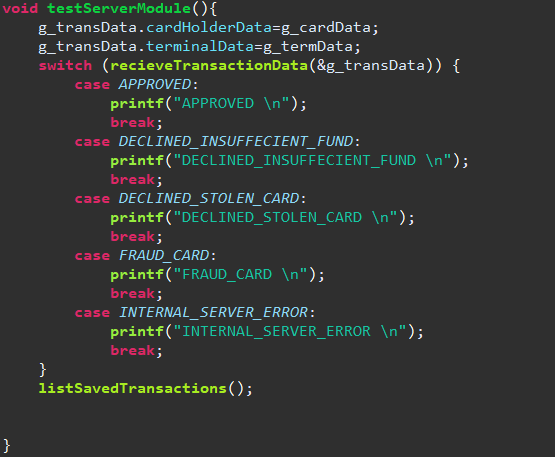 void testServerModule(){
    g_transData.cardHolderData=g_cardData;
    g_transData.terminalData=g_termData;
    switch (recieveTransactionData(&g_transData)) {
        case APPROVED:
            printf("APPROVED \n");
            break;
        case DECLINED_INSUFFECIENT_FUND:
            printf("DECLINED_INSUFFECIENT_FUND \n");
            break;
        case DECLINED_STOLEN_CARD:
            printf("DECLINED_STOLEN_CARD \n");
            break;
        case FRAUD_CARD:
            printf("FRAUD_CARD \n");
            break;
        case INTERNAL_SERVER_ERROR:
            printf("INTERNAL_SERVER_ERROR \n");
            break;
    }
    listSavedTransactions();
}